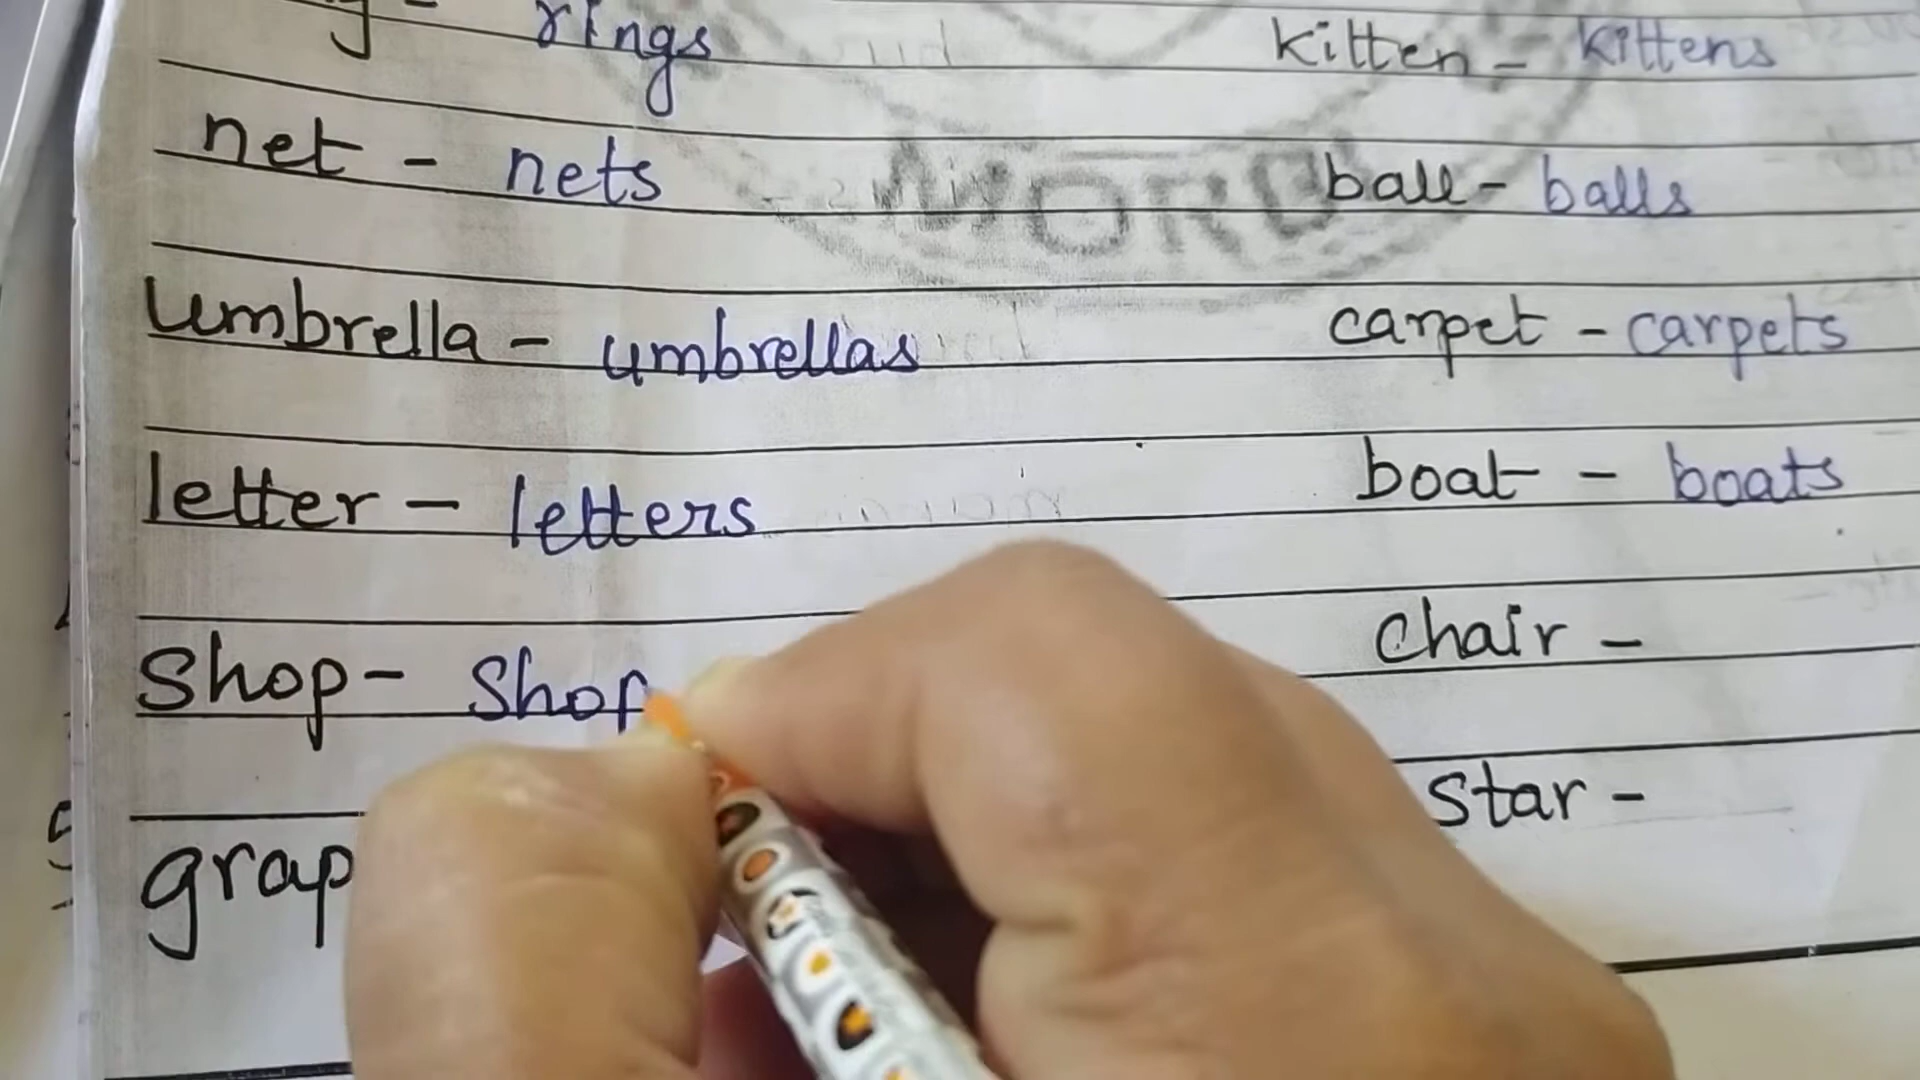 rings
kitten - kittens
net - nets
ball - balls
umbrella - umbrellas
carpet - carpets
letter - letters
boat - boats
Shop - Shop
chair -
star -
grap